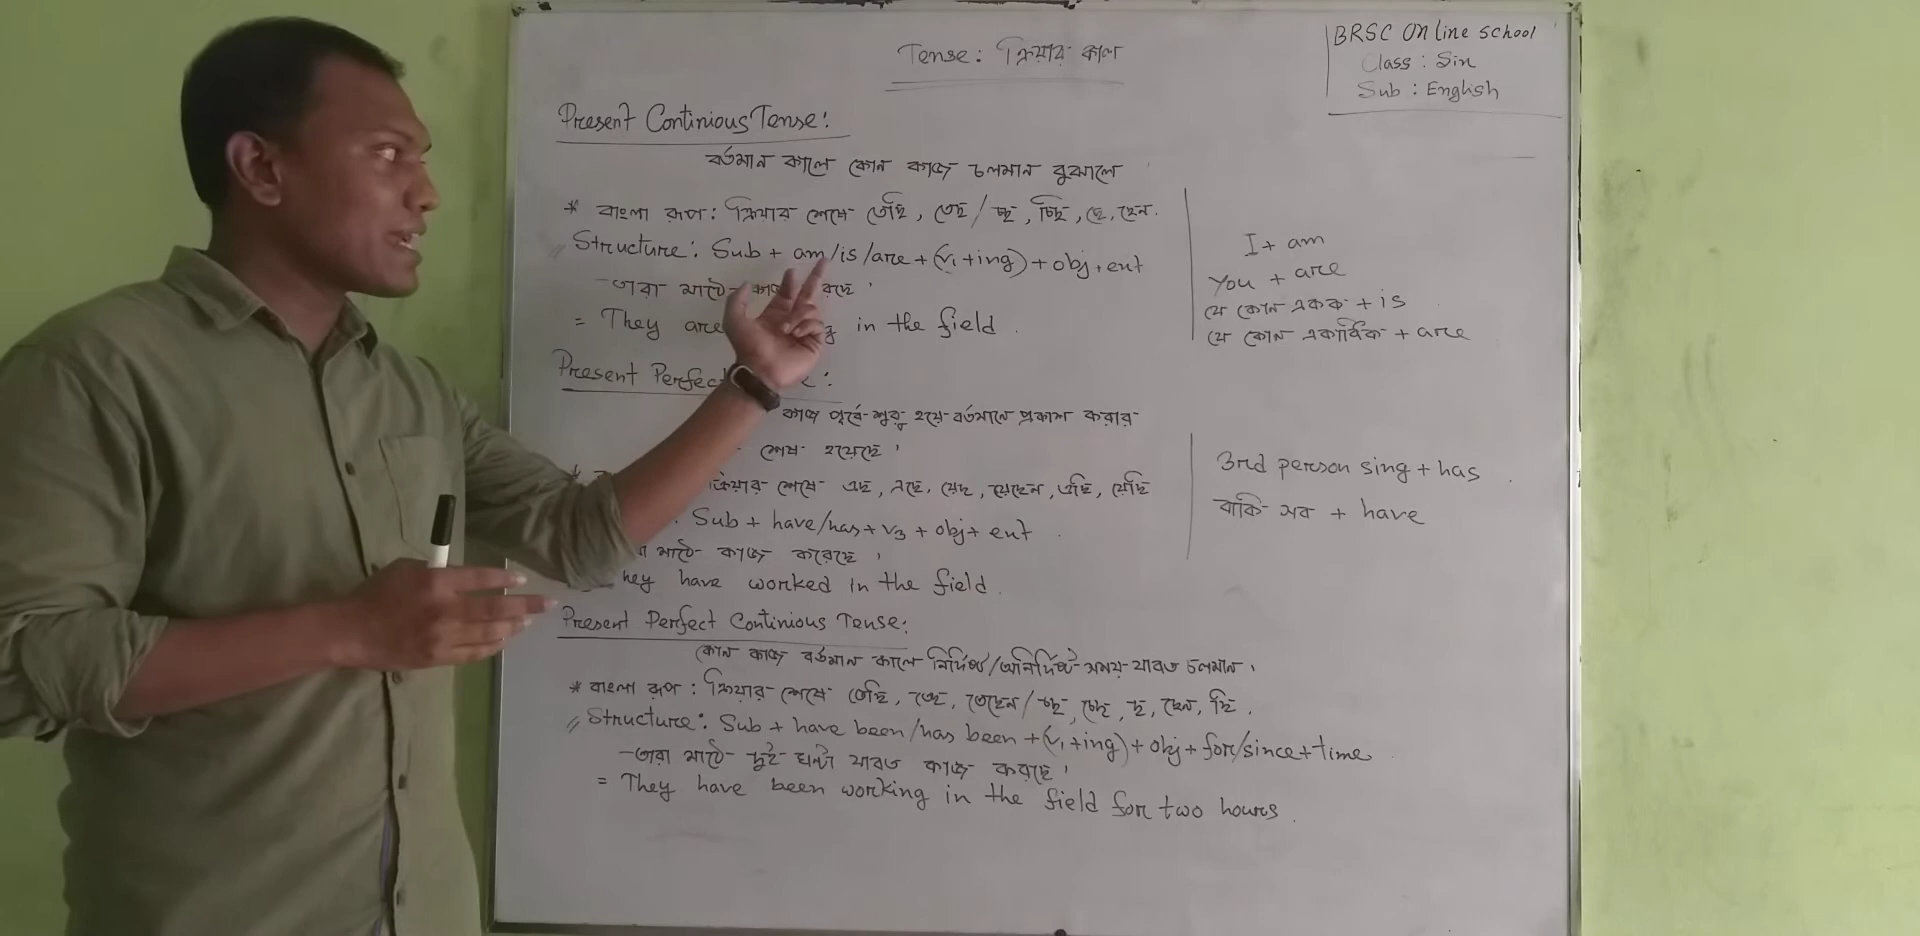 Tense: ক্রিয়ার কাল
BRSC Online school
Class : Six
Sub : English
Present Continious Tense:
বর্তমান কালে কোন কাজ চলমান বুঝালে
* বাংলা রূপ: ক্রিয়ার শেষে তেছি, তেছ / চ্ছ, চ্ছি, ছে, ছেন.
Structure: Sub + am/is/are + (v₁+ing) + obj + ext
- তারা মাঠে
= They are in the field.
I + am
You + are
যে কোন একক + is
যে কোন একাধিক + are
Present Perfect
কাজ পূর্বে শুরু হয়ে বর্তমানে প্রকাশ করার
শেষ হয়েছে।
ক্রিয়ার শেষে এছ, এছে, য়েছ, য়েছেন, এছি, য়েছি
Sub + have/has + v3 + obj + ext
মাঠে কাজ করেছে।
hey have worked in the field.
3rd person sing + has
বাকি সব + have
Present Perfect Continious Tense:
কোন কাজ বর্তমান কালে নির্দিষ্ট/অনির্দিষ্ট সময় যাবত চলমান।
* বাংলা রূপ: ক্রিয়ার শেষে তেছি, তেছ, তেছেন / চ্ছ, চ্ছে, ছ, ছেন, ছি.
Structure: Sub + have been/has been + (v₁+ing) + obj + for/since + time
- তারা মাঠে দুই ঘন্টা যাবত কাজ করছে।
= They have been working in the field for two hours.